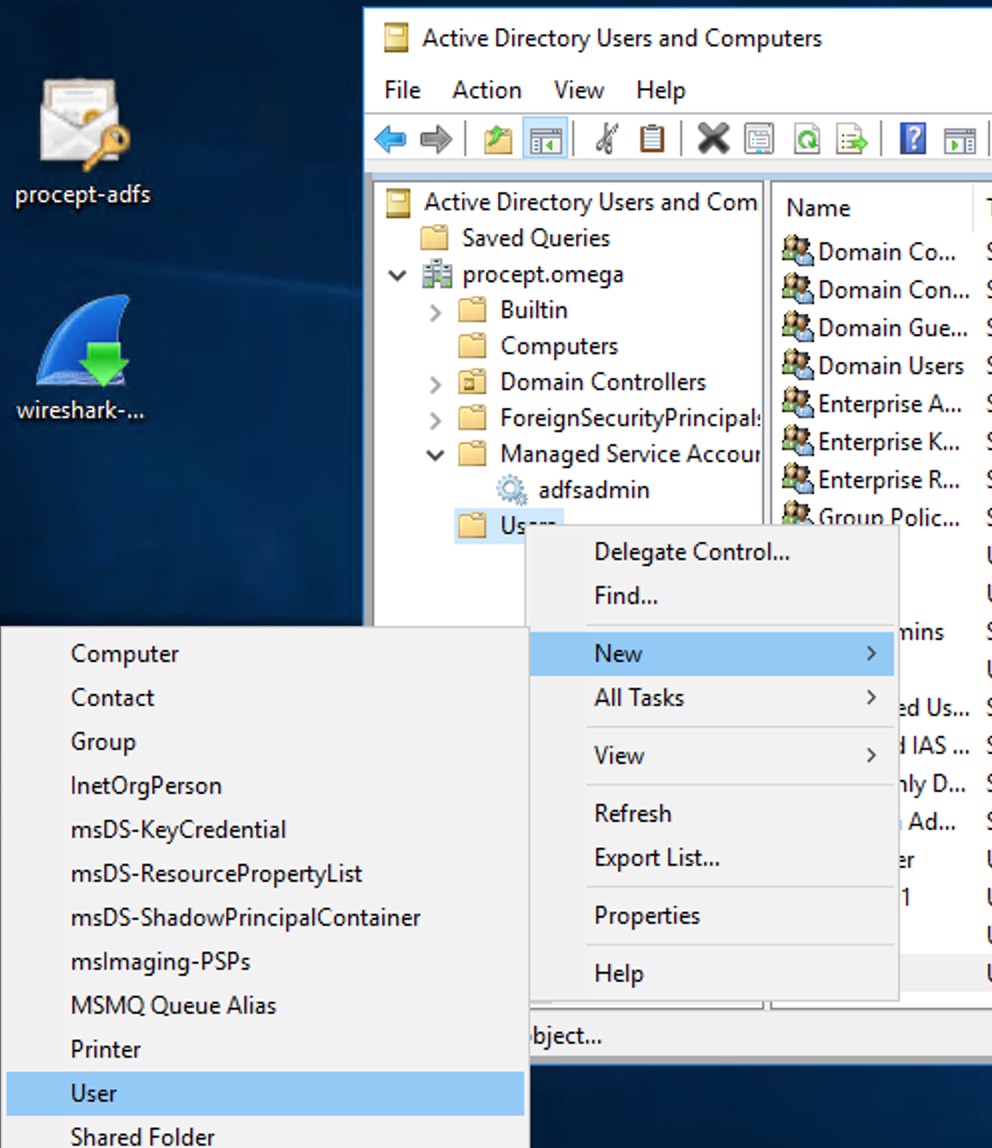 procept-adfs
wireshark-...
Active Directory Users and Computers
File Action View Help
Active Directory Users and Com
Saved Queries
procept.omega
Builtin
Computers
Domain Controllers
ForeignSecurityPrincipals
Managed Service Accour
adfsadmin
Users
Name
Domain Co...
Domain Con...
Domain Gue...
Domain Users
Enterprise A...
Enterprise K...
Enterprise R...
Group Polic...
mins
ed Us...
d IAS ...
nly D...
Ad...
er
1
Delegate Control...
Find...
New
All Tasks
View
Refresh
Export List...
Properties
Help
Computer
Contact
Group
InetOrgPerson
msDS-KeyCredential
msDS-ResourcePropertyList
msDS-ShadowPrincipalContainer
msImaging-PSPs
MSMQ Queue Alias
Printer
User
Shared Folder
bject...